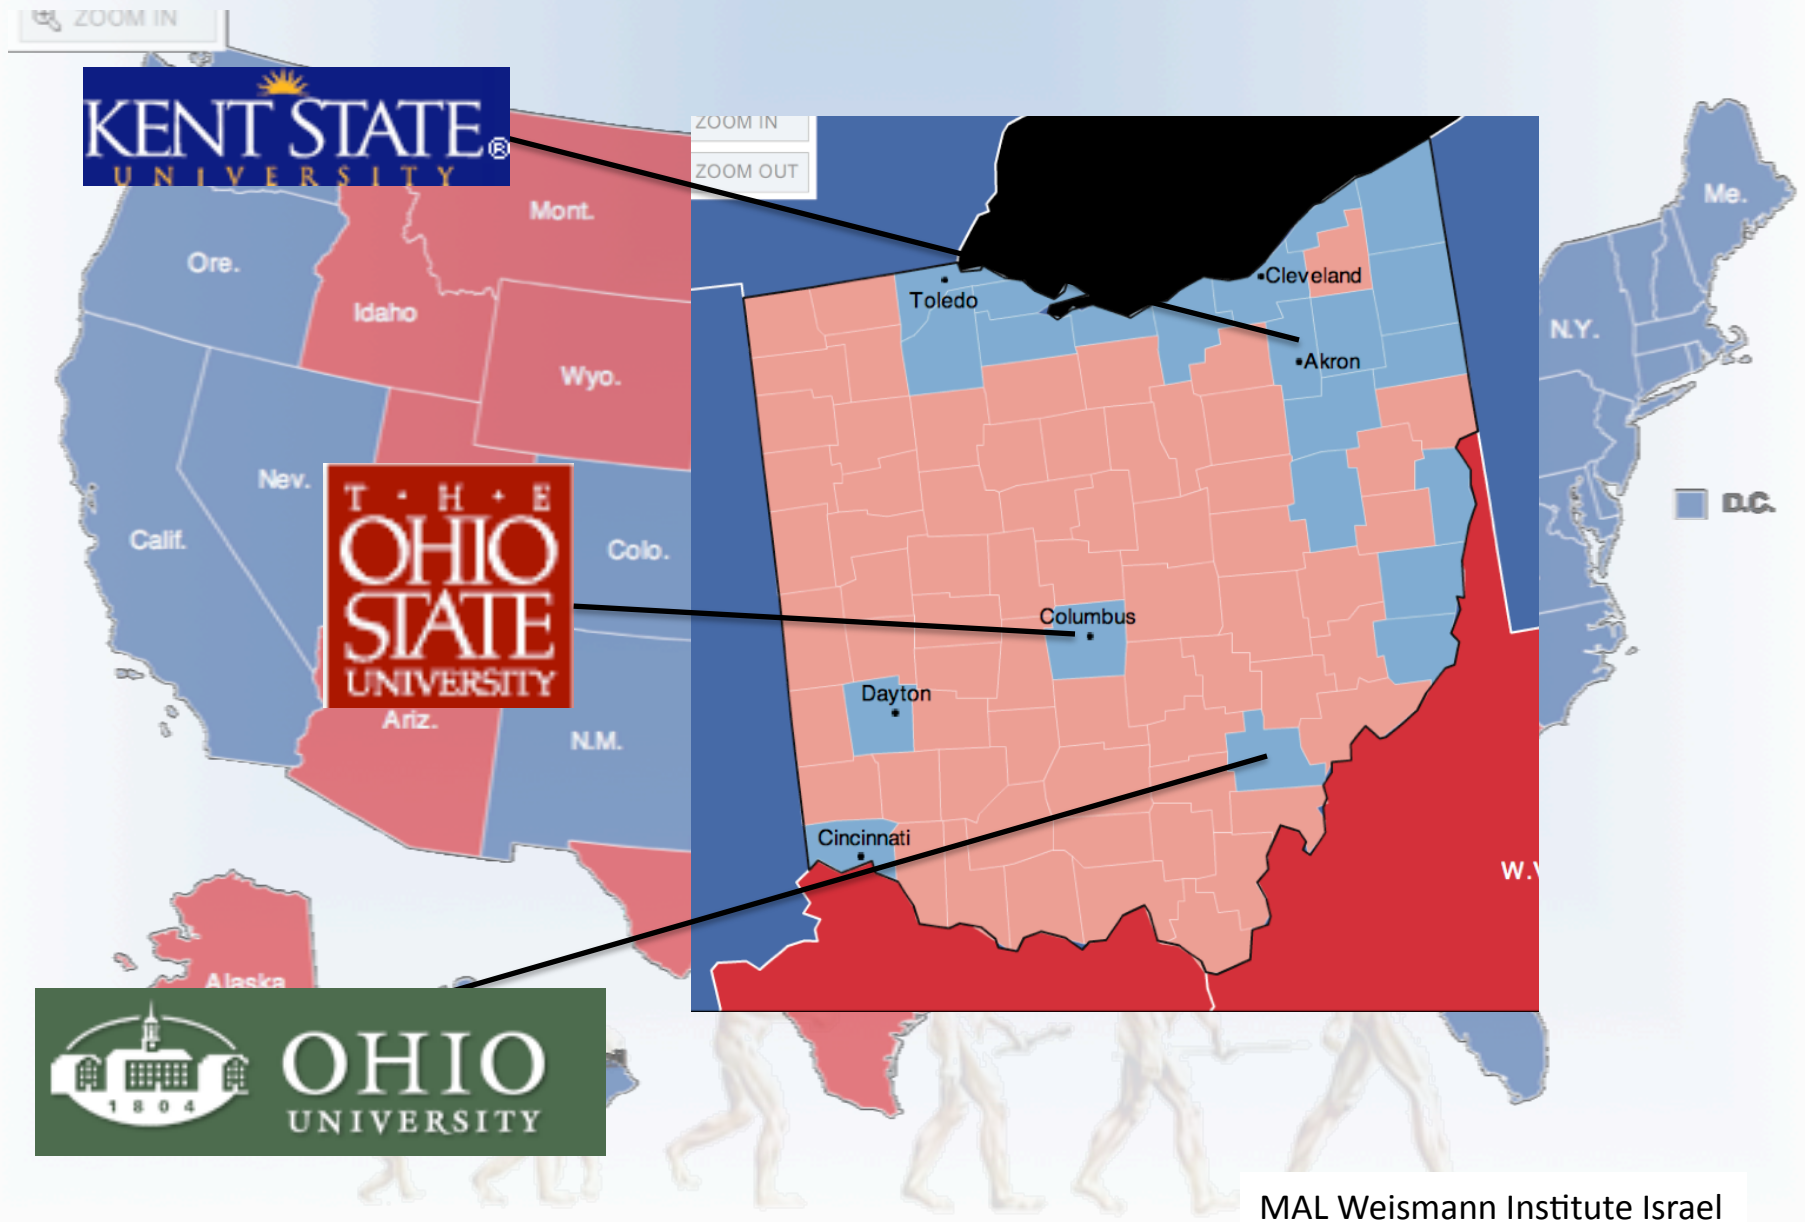 ZOOM IN
KENT STATE®
UNIVERSITY
Mont.
Ore.
Idaho
Wyo.
Nev.
Calif.
Colo.
T · H · E
OHIO
STATE
UNIVERSITY
Ariz.
N.M.
Alaska
1804
OHIO
UNIVERSITY
ZOOM IN
ZOOM OUT
Toledo
Cleveland
Akron
Columbus
Dayton
Cincinnati
W.V
Me.
N.Y.
D.C.
MAL Weismann Institute Israel